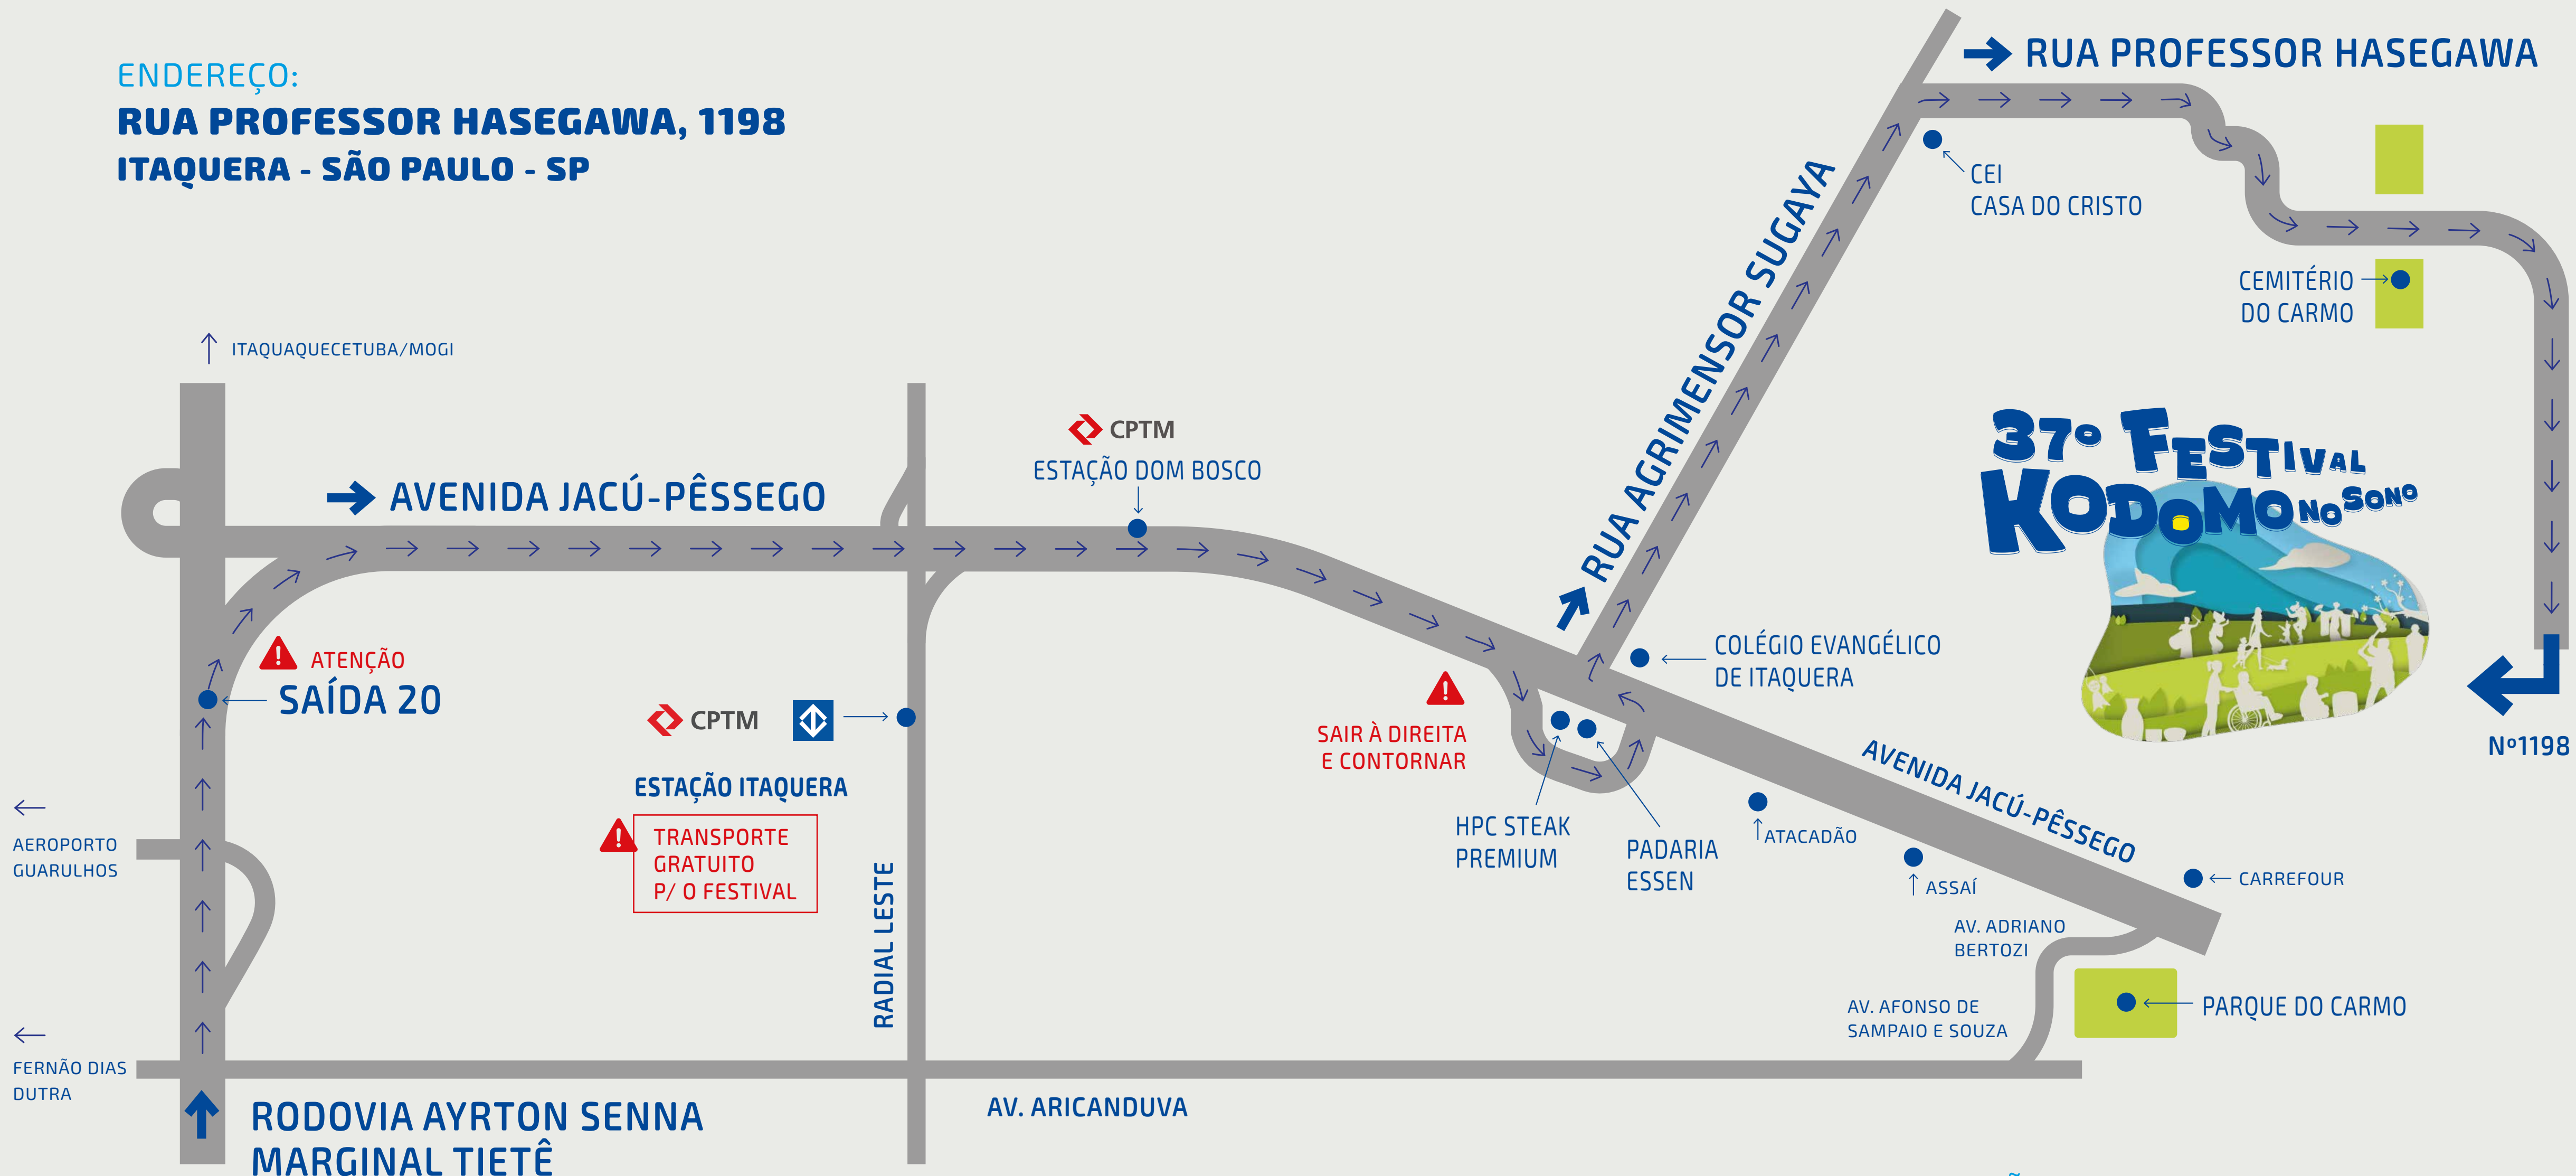 ENDEREÇO:
RUA PROFESSOR HASEGAWA, 1198
ITAQUERA - SÃO PAULO - SP
RUA PROFESSOR HASEGAWA
CEI
CASA DO CRISTO
CEMITÉRIO
DO CARMO
RUA AGRIMENSOR SUGAYA
ITAQUAQUECETUBA/MOGI
AVENIDA JACÚ-PÊSSEGO
CPTM
ESTAÇÃO DOM BOSCO
37º FESTIVAL
KODOMO NO SONO
ATENÇÃO
SAÍDA 20
CPTM
ESTAÇÃO ITAQUERA
TRANSPORTE
GRATUITO
P/ O FESTIVAL
RADIAL LESTE
COLÉGIO EVANGÉLICO
DE ITAQUERA
SAIR À DIREITA
E CONTORNAR
HPC STEAK
PREMIUM
PADARIA
ESSEN
ATACADÃO
ASSAÍ
AVENIDA JACÚ-PÊSSEGO
CARREFOUR
Nº1198
AEROPORTO
GUARULHOS
AV. ADRIANO
BERTOZI
AV. AFONSO DE
SAMPAIO E SOUZA
PARQUE DO CARMO
FERNÃO DIAS
DUTRA
RODOVIA AYRTON SENNA
MARGINAL TIETÊ
AV. ARICANDUVA